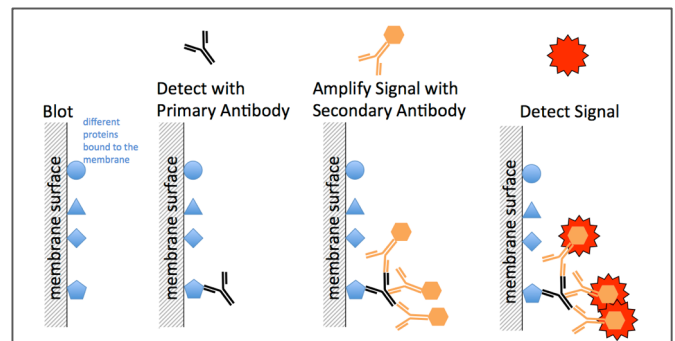 Blot
different
proteins
bound to the
membrane
membrane surface
Detect with
Primary Antibody
membrane surface
Amplify Signal with
Secondary Antibody
membrane surface
Detect Signal
membrane surface